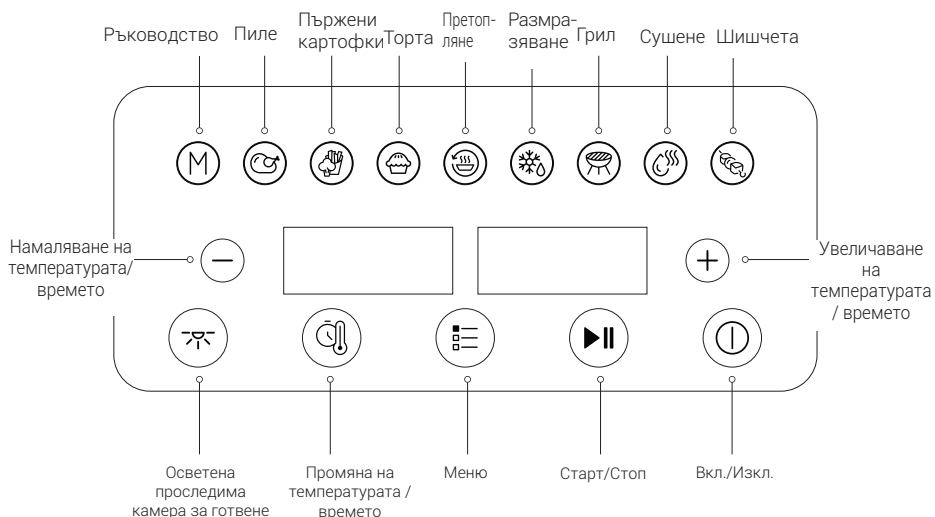 Ръководство
Пиле
Пържени
картофки
Торта
Претоп-
ляне
Размра-
зяване
Грил
Сушене
Шишчета
M
Намаляване на
температурата/
времето
Увеличаване
на
температурата
/ времето
Осветена
проследима
камера за готвене
Промяна на
температурата /
времето
Меню
Старт/Стоп
Вкл./Изкл.